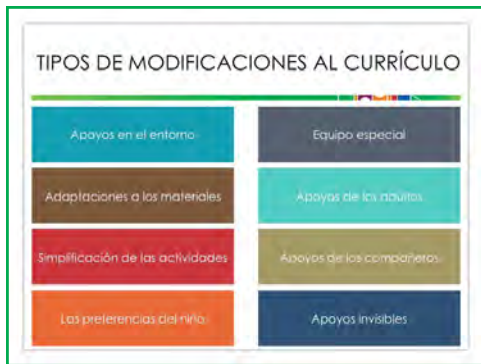 TIPOS DE MODIFICACIONES AL CURRÍCULO
Apoyos en el entorno
Equipo especial
Adaptaciones a los materiales
Apoyos de los adultos
Simplificación de las actividades
Apoyos de los compañeros
Las preferencias del niño
Apoyos invisibles